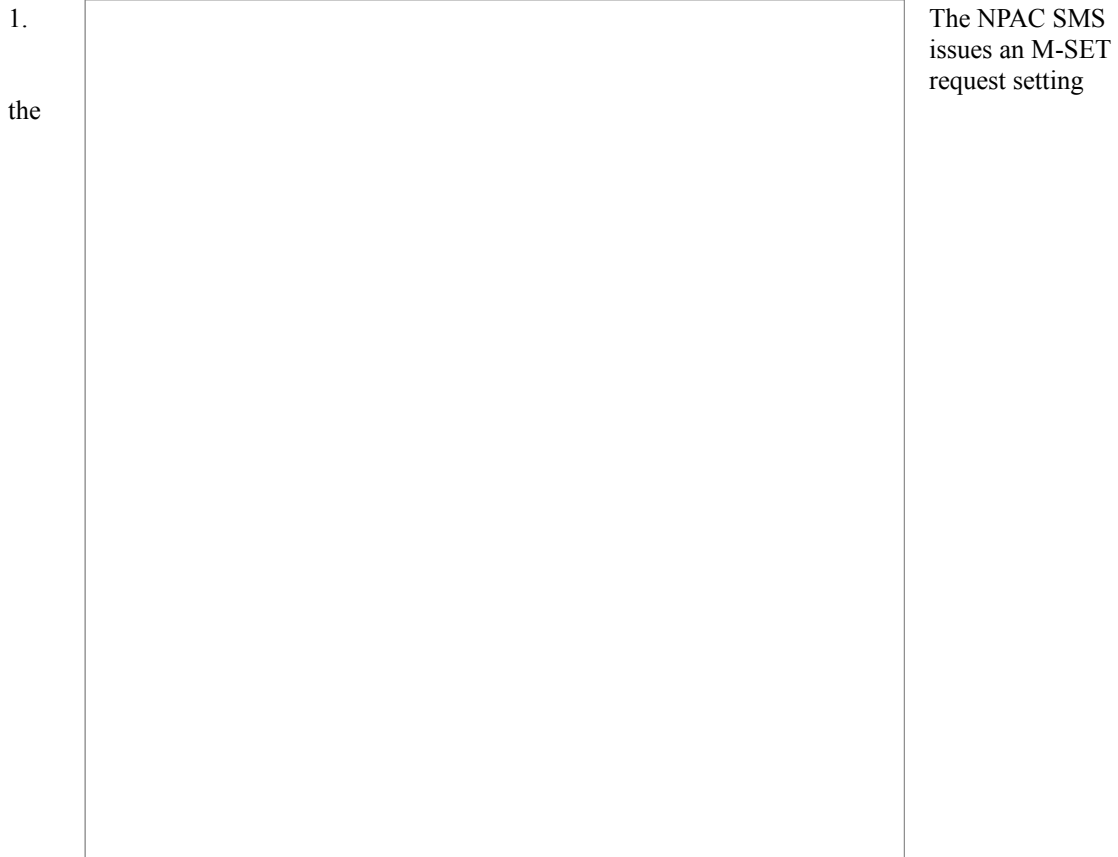 1. The NPAC SMS
issues an M-SET
request setting
the